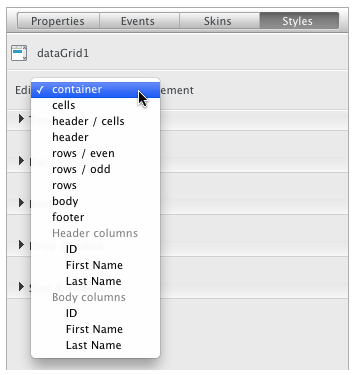 Properties Events Skins Styles
dataGrid1
Edi ✓ container ement
cells
header / cells
header
rows / even
rows / odd
rows
body
footer
Header columns
ID
First Name
Last Name
Body columns
ID
First Name
Last Name